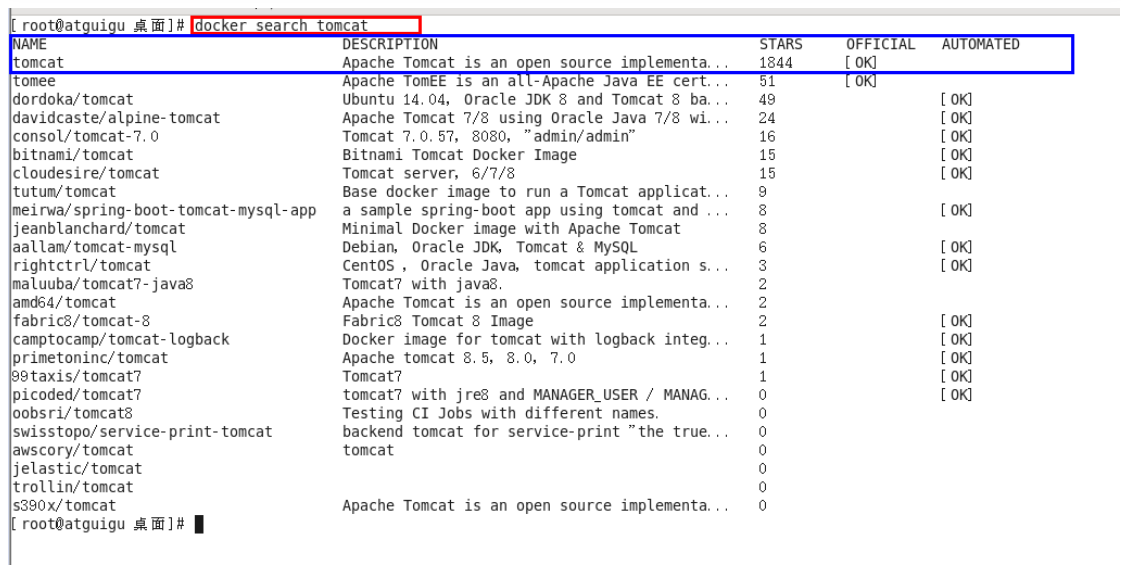 [root@atguigu 桌面]# docker search tomcat
NAME DESCRIPTION STARS OFFICIAL AUTOMATED
tomcat Apache Tomcat is an open source implementa... 1844 [OK]
tomee Apache TomEE is an all-Apache Java EE cert... 51 [OK]
dordoka/tomcat Ubuntu 14.04, Oracle JDK 8 and Tomcat 8 ba... 49 [OK]
davidcaste/alpine-tomcat Apache Tomcat 7/8 using Oracle Java 7/8 wi... 24 [OK]
consol/tomcat-7.0 Tomcat 7.0.57, 8080, "admin/admin" 16 [OK]
bitnami/tomcat Bitnami Tomcat Docker Image 15 [OK]
cloudesire/tomcat Tomcat server, 6/7/8 15 [OK]
tutum/tomcat Base docker image to run a Tomcat applicat... 9
meirwa/spring-boot-tomcat-mysql-app a sample spring-boot app using tomcat and ... 8 [OK]
jeanblanchard/tomcat Minimal Docker image with Apache Tomcat 8
aallam/tomcat-mysql Debian, Oracle JDK, Tomcat & MySQL 6 [OK]
rightctrl/tomcat CentOS , Oracle Java, tomcat application s... 3 [OK]
maluuba/tomcat7-java8 Tomcat7 with java8. 2
amd64/tomcat Apache Tomcat is an open source implementa... 2
fabric8/tomcat-8 Fabric8 Tomcat 8 Image 2 [OK]
camptocamp/tomcat-logback Docker image for tomcat with logback integ... 1 [OK]
primetoninc/tomcat Apache tomcat 8.5, 8.0, 7.0 1 [OK]
99taxis/tomcat7 Tomcat7 1 [OK]
picoded/tomcat7 tomcat7 with jre8 and MANAGER_USER / MANAG... 0 [OK]
oobsri/tomcat8 Testing CI Jobs with different names. 0
swisstopo/service-print-tomcat backend tomcat for service-print "the true... 0
awscory/tomcat tomcat 0
jelastic/tomcat 0
trollin/tomcat 0
s390x/tomcat Apache Tomcat is an open source implementa... 0
[root@atguigu 桌面]#